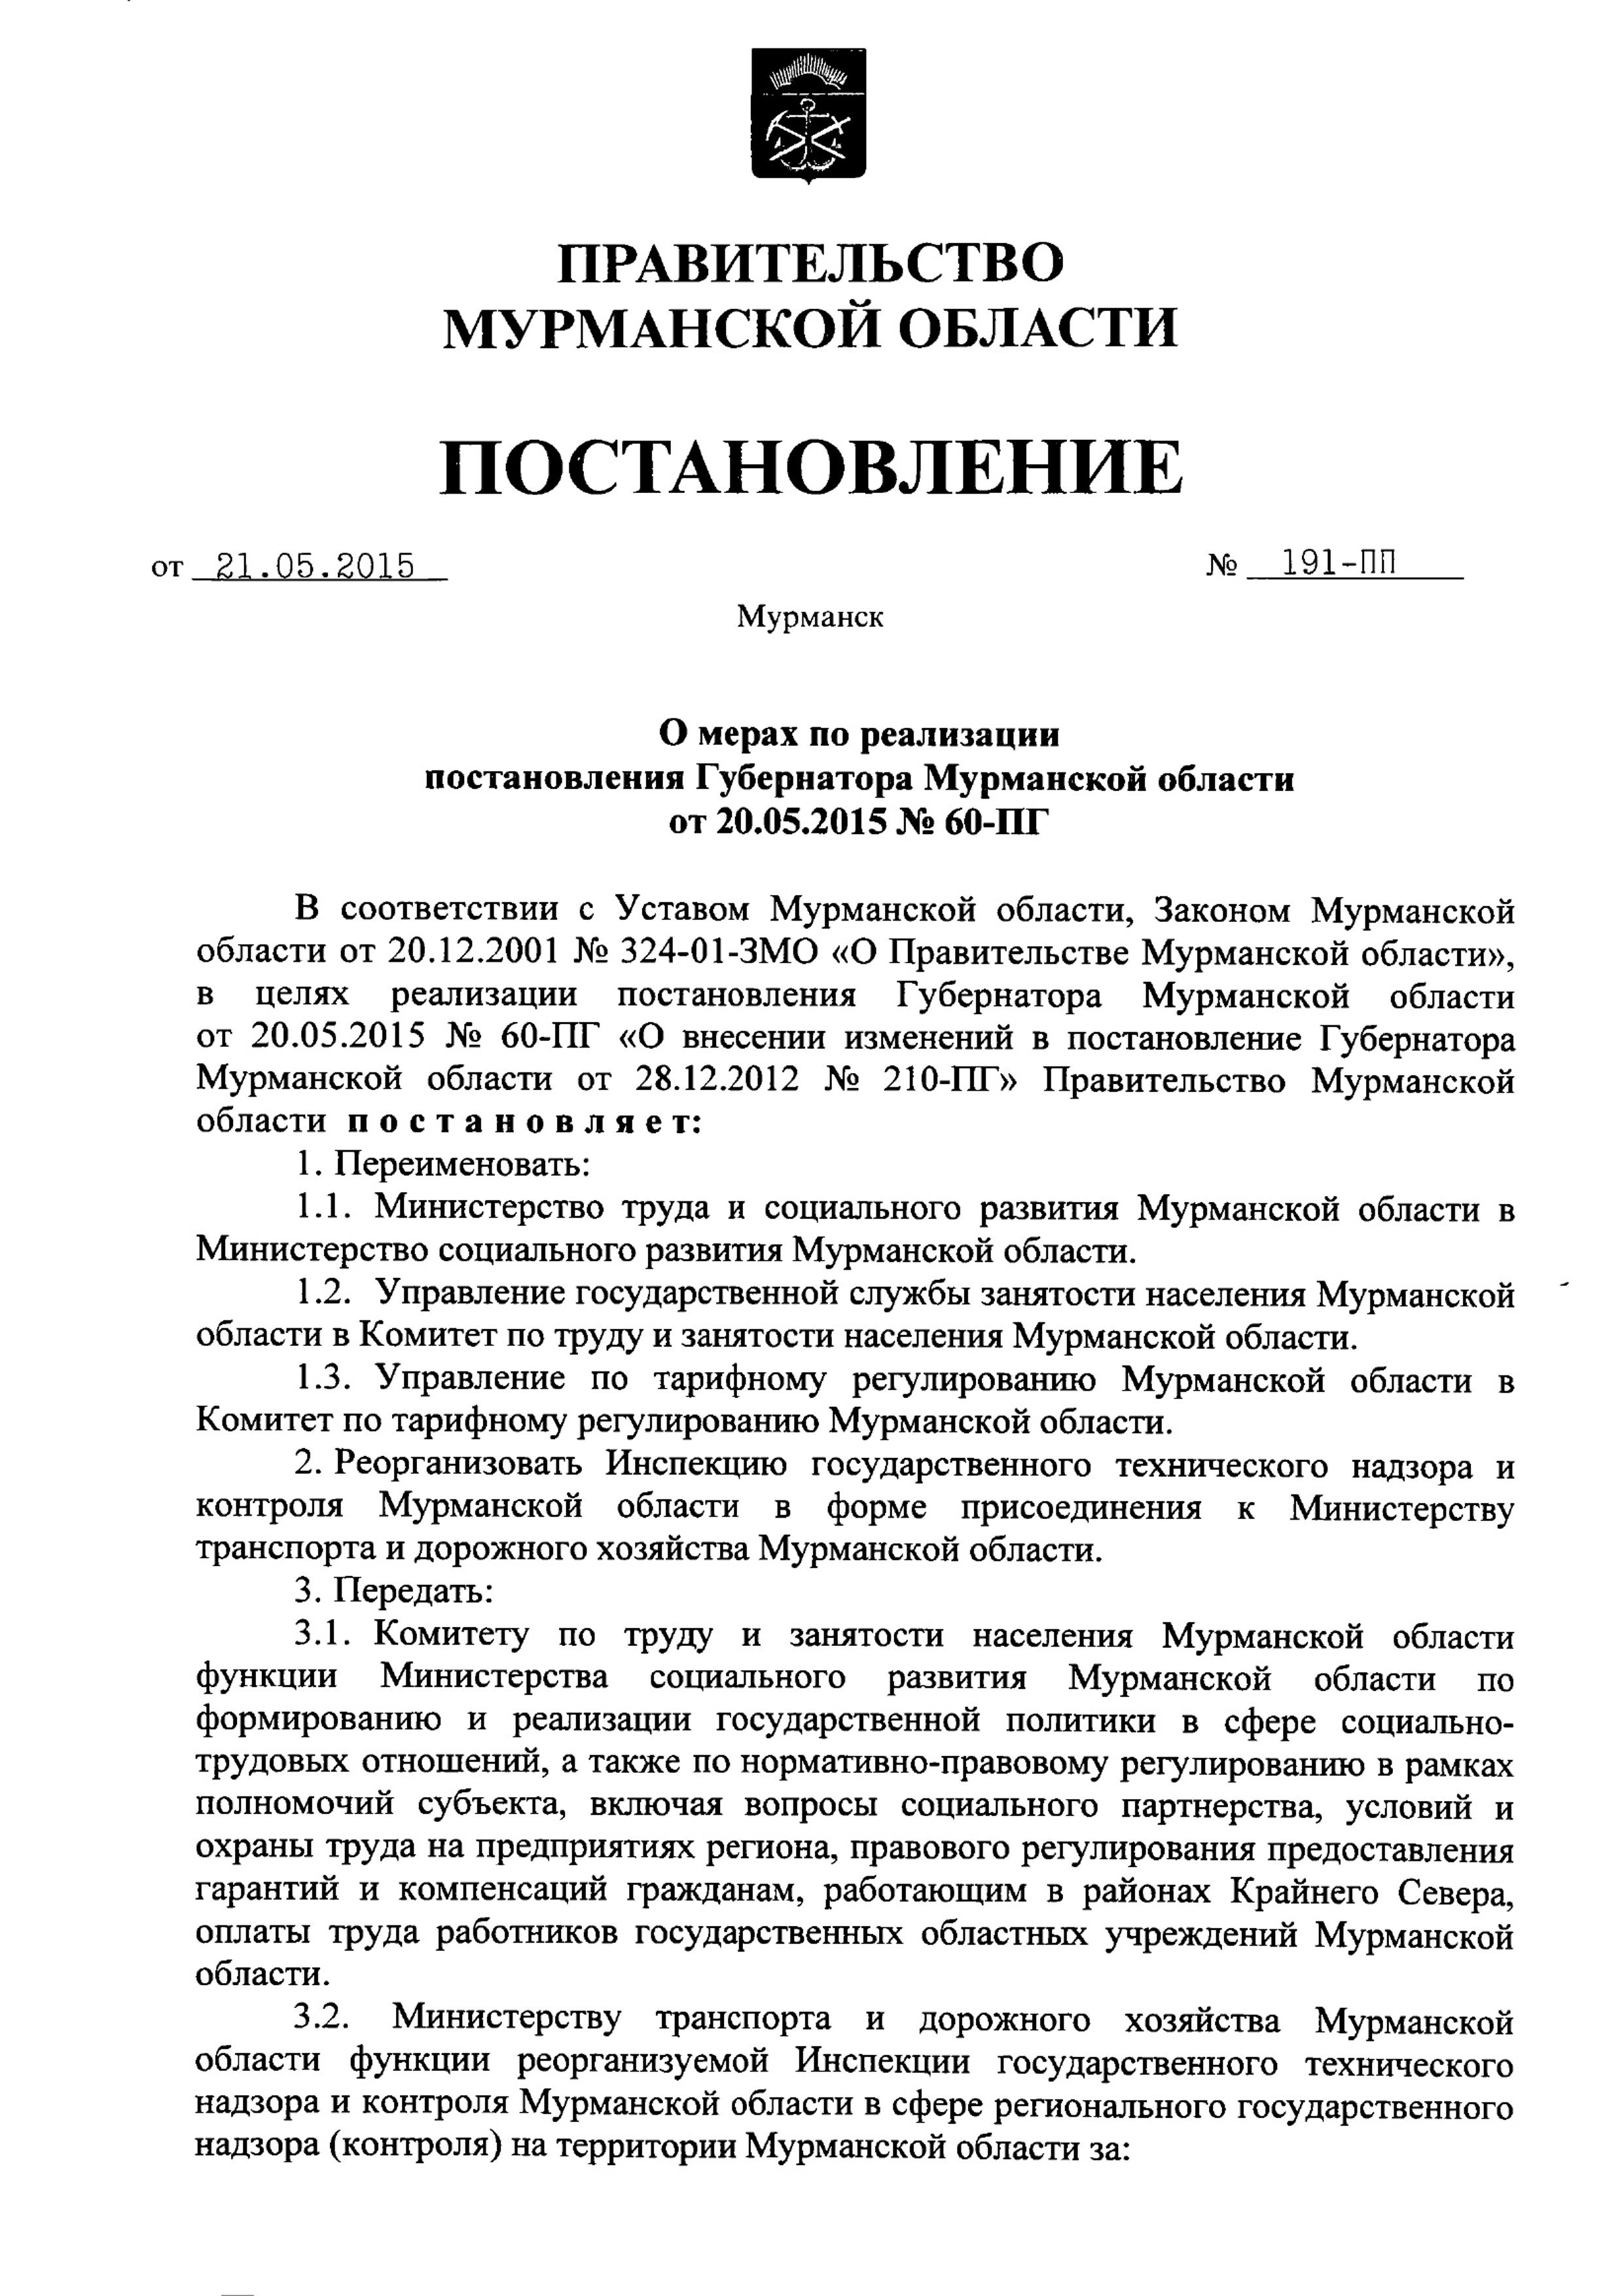 ПРАВИТЕЛЬСТВО
МУРМАНСКОЙ ОБЛАСТИ
ПОСТАНОВЛЕНИЕ
от 21.05.2015 № 191-ПП
Мурманск
О мерах по реализации
постановления Губернатора Мурманской области
от 20.05.2015 № 60-ПГ
В соответствии с Уставом Мурманской области, Законом Мурманской
области от 20.12.2001 № 324-01-ЗМО «О Правительстве Мурманской области»,
в целях реализации постановления Губернатора Мурманской области
от 20.05.2015 № 60-ПГ «О внесении изменений в постановление Губернатора
Мурманской области от 28.12.2012 № 210-ПГ» Правительство Мурманской
области п о с т а н о в л я е т:
1. Переименовать:
1.1. Министерство труда и социального развития Мурманской области в
Министерство социального развития Мурманской области.
1.2. Управление государственной службы занятости населения Мурманской
области в Комитет по труду и занятости населения Мурманской области.
1.3. Управление по тарифному регулированию Мурманской области в
Комитет по тарифному регулированию Мурманской области.
2. Реорганизовать Инспекцию государственного технического надзора и
контроля Мурманской области в форме присоединения к Министерству
транспорта и дорожного хозяйства Мурманской области.
3. Передать:
3.1. Комитету по труду и занятости населения Мурманской области
функции Министерства социального развития Мурманской области по
формированию и реализации государственной политики в сфере социально-
трудовых отношений, а также по нормативно-правовому регулированию в рамках
полномочий субъекта, включая вопросы социального партнерства, условий и
охраны труда на предприятиях региона, правового регулирования предоставления
гарантий и компенсаций гражданам, работающим в районах Крайнего Севера,
оплаты труда работников государственных областных учреждений Мурманской
области.
3.2. Министерству транспорта и дорожного хозяйства Мурманской
области функции реорганизуемой Инспекции государственного технического
надзора и контроля Мурманской области в сфере регионального государственного
надзора (контроля) на территории Мурманской области за: